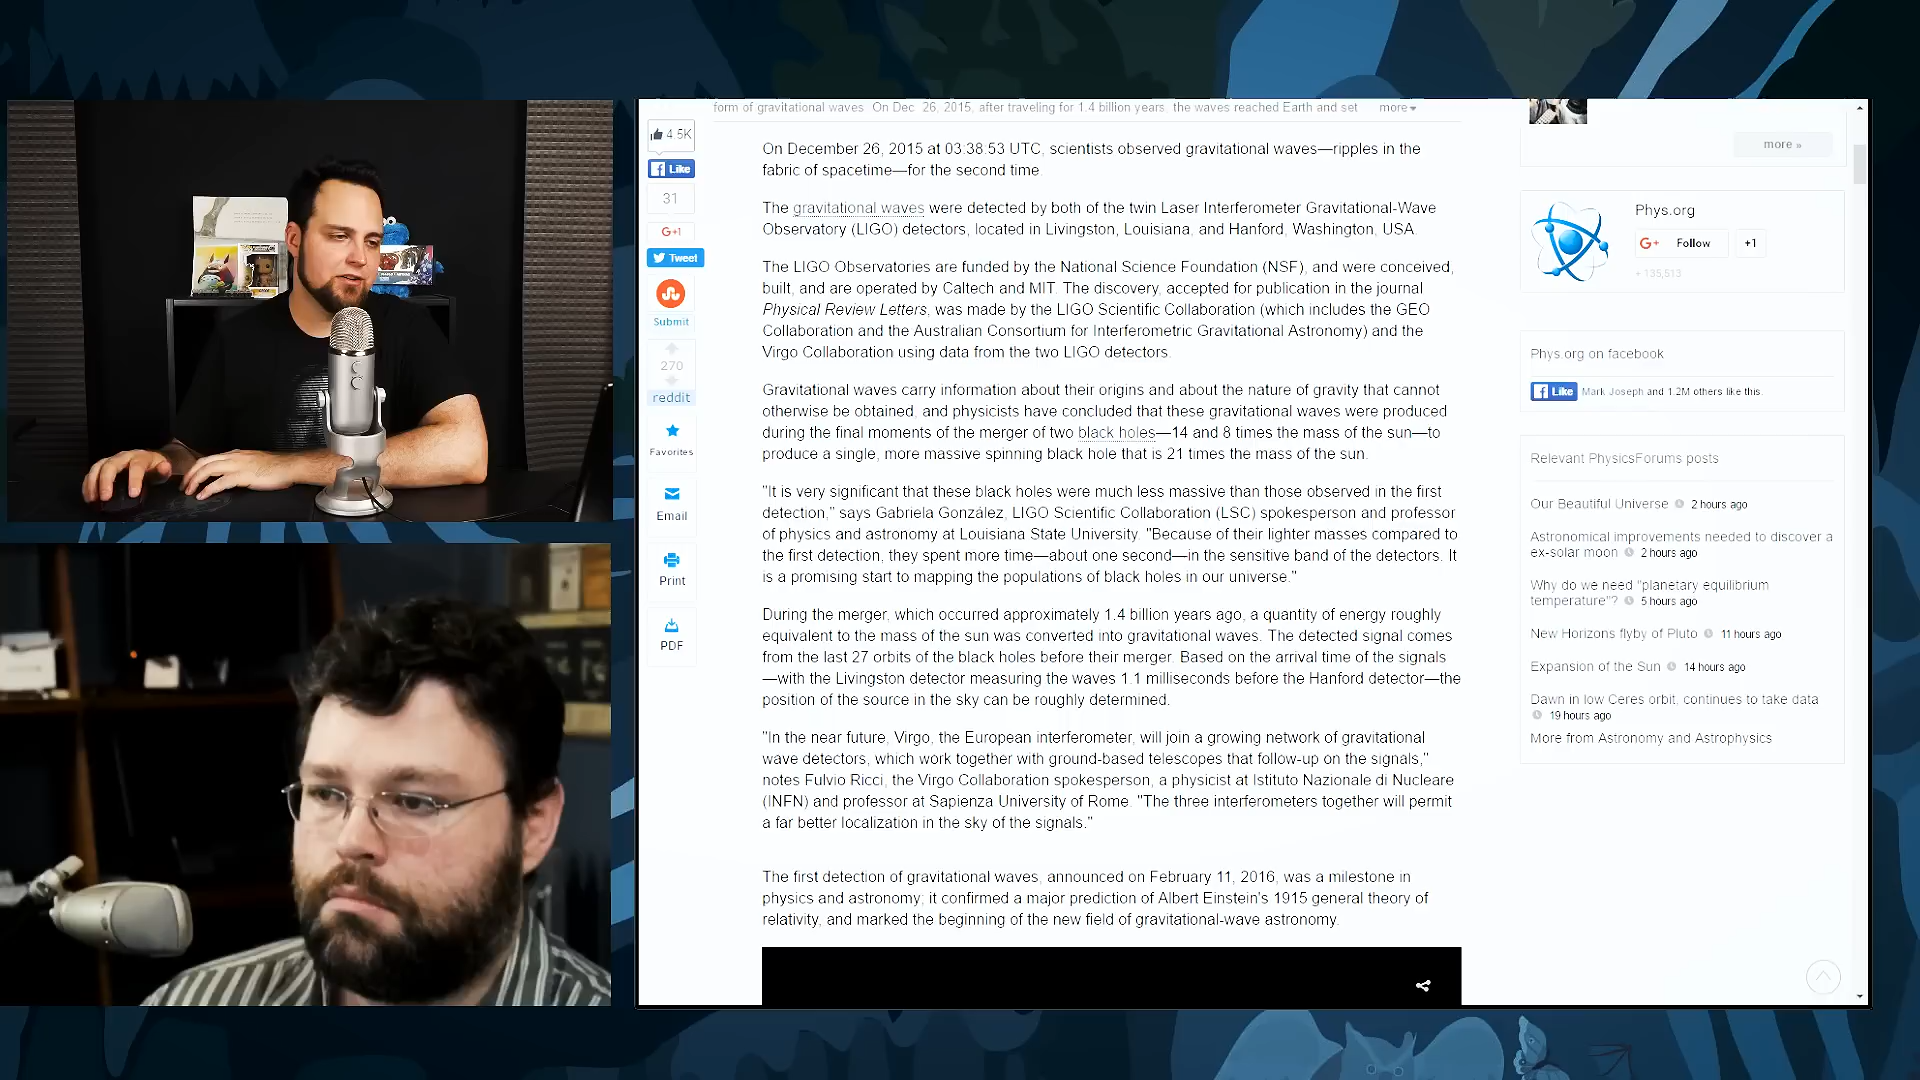 form of gravitational waves. On Dec. 26, 2015, after traveling for 1.4 billion years, the waves reached Earth and set
more
4.5K
Like
31
G+1
Tweet
Submit
270
reddit
Favorites
Email
Print
PDF
On December 26, 2015 at 03:38:53 UTC, scientists observed gravitational waves—ripples in the
fabric of spacetime—for the second time.
The gravitational waves were detected by both of the twin Laser Interferometer Gravitational-Wave
Observatory (LIGO) detectors, located in Livingston, Louisiana, and Hanford, Washington, USA.
The LIGO Observatories are funded by the National Science Foundation (NSF), and were conceived,
built, and are operated by Caltech and MIT. The discovery, accepted for publication in the journal
Physical Review Letters, was made by the LIGO Scientific Collaboration (which includes the GEO
Collaboration and the Australian Consortium for Interferometric Gravitational Astronomy) and the
Virgo Collaboration using data from the two LIGO detectors.
Gravitational waves carry information about their origins and about the nature of gravity that cannot
otherwise be obtained, and physicists have concluded that these gravitational waves were produced
during the final moments of the merger of two black holes—14 and 8 times the mass of the sun—to
produce a single, more massive spinning black hole that is 21 times the mass of the sun.
"It is very significant that these black holes were much less massive than those observed in the first
detection," says Gabriela González, LIGO Scientific Collaboration (LSC) spokesperson and professor
of physics and astronomy at Louisiana State University. "Because of their lighter masses compared to
the first detection, they spent more time—about one second—in the sensitive band of the detectors. It
is a promising start to mapping the populations of black holes in our universe."
During the merger, which occurred approximately 1.4 billion years ago, a quantity of energy roughly
equivalent to the mass of the sun was converted into gravitational waves. The detected signal comes
from the last 27 orbits of the black holes before their merger. Based on the arrival time of the signals
—with the Livingston detector measuring the waves 1.1 milliseconds before the Hanford detector—the
position of the source in the sky can be roughly determined.
"In the near future, Virgo, the European interferometer, will join a growing network of gravitational
wave detectors, which work together with ground-based telescopes that follow-up on the signals,"
notes Fulvio Ricci, the Virgo Collaboration spokesperson, a physicist at Istituto Nazionale di Nucleare
(INFN) and professor at Sapienza University of Rome. "The three interferometers together will permit
a far better localization in the sky of the signals."
The first detection of gravitational waves, announced on February 11, 2016, was a milestone in
physics and astronomy; it confirmed a major prediction of Albert Einstein's 1915 general theory of
relativity, and marked the beginning of the new field of gravitational-wave astronomy.
more »
Phys.org
G+ Follow +1
+ 135,513
Phys.org on facebook
Like Mark Joseph and 1.2M others like this.
Relevant PhysicsForums posts
Our Beautiful Universe 2 hours ago
Astronomical improvements needed to discover a
ex-solar moon 2 hours ago
Why do we need "planetary equilibrium
temperature"? 5 hours ago
New Horizons flyby of Pluto 11 hours ago
Expansion of the Sun 14 hours ago
Dawn in low Ceres orbit, continues to take data
19 hours ago
More from Astronomy and Astrophysics